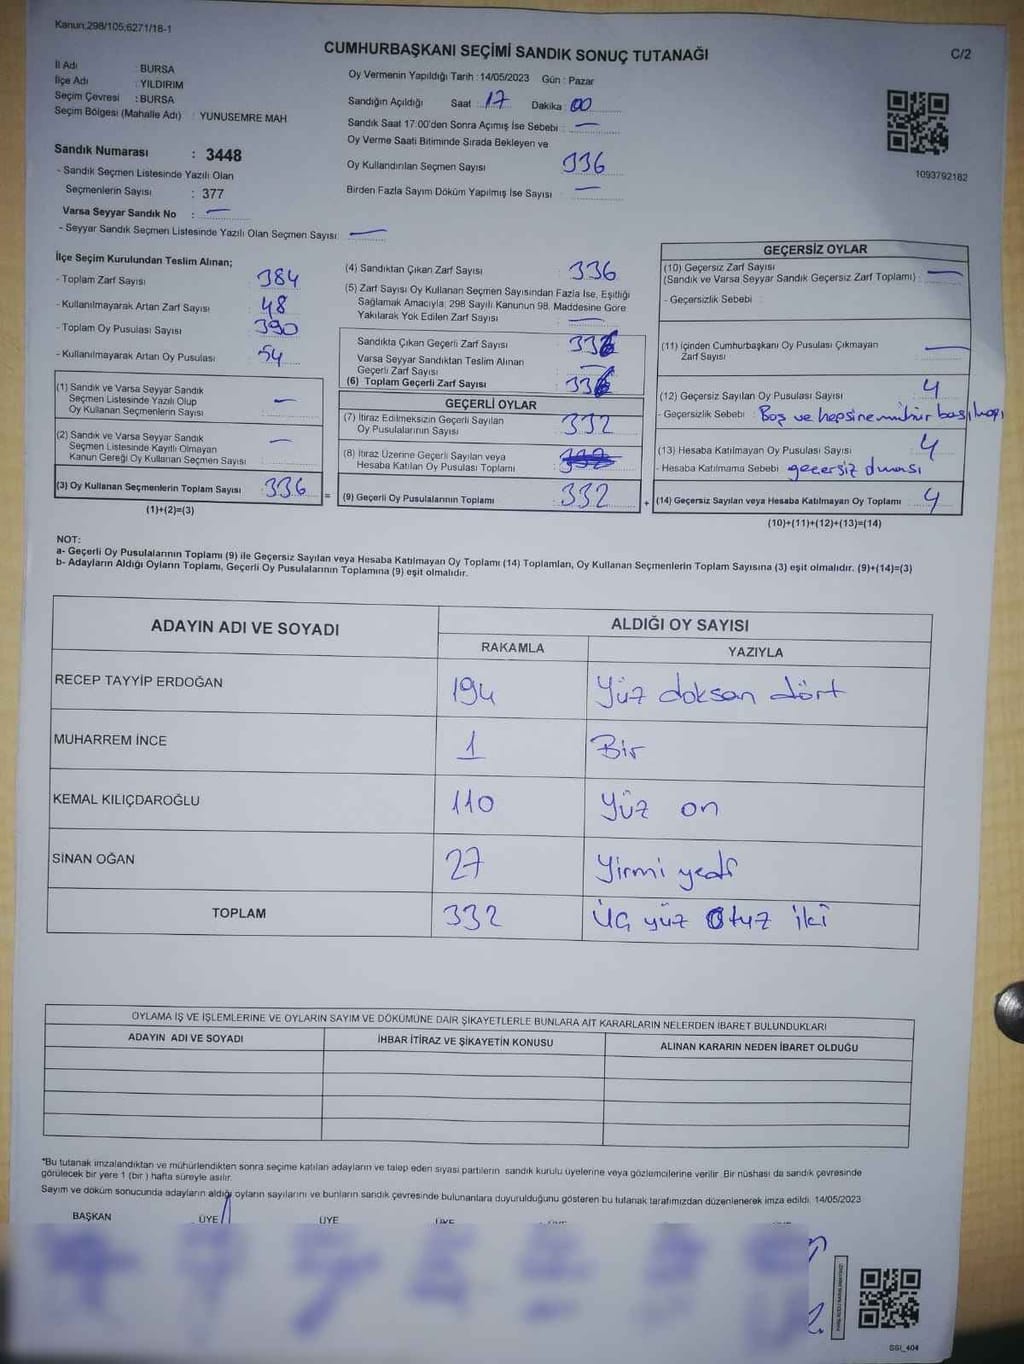 Kanun:298/105;6271/18-1
CUMHURBAŞKANI SEÇİMİ SANDIK SONUÇ TUTANAĞI
C/2
İl Adı : BURSA
İlçe Adı : YILDIRIM
Seçim Çevresi : BURSA
Seçim Bölgesi (Mahalle Adı) : YUNUSEMRE MAH.
Sandık Numarası : 3448
- Sandık Seçmen Listesinde Yazılı Olan
Seçmenlerin Sayısı : 377
Varsa Seyyar Sandık No : —
- Seyyar Sandık Seçmen Listesinde Yazılı Olan Seçmen Sayısı: —
Oy Vermenin Yapıldığı Tarih : 14/05/2023 Gün : Pazar
Sandığın Açıldığı Saat : 17 Dakika : 00
Sandık Saat 17:00'den Sonra Açımış İse Sebebi : —
Oy Verme Saati Bitiminde Sırada Bekleyen ve
Oy Kullandırılan Seçmen Sayısı 336
Birden Fazla Sayım Döküm Yapılmış İse Sayısı —
1093792182
İlçe Seçim Kurulundan Teslim Alınan;
- Toplam Zarf Sayısı 384
- Kullanılmayarak Artan Zarf Sayısı 48
- Toplam Oy Pusulası Sayısı 390
- Kullanılmayarak Artan Oy Pusulası 54
(1) Sandık ve Varsa Seyyar Sandık
Seçmen Listesinde Yazılı Olup
Oy Kullanan Seçmenlerin Sayısı —
(2) Sandık ve Varsa Seyyar Sandık
Seçmen Listesinde Kayıtlı Olmayan
Kanun Gereği Oy Kullanan Seçmen Sayısı —
(3) Oy Kullanan Seçmenlerin Toplam Sayısı 336
(1)+(2)=(3)
(4) Sandıktan Çıkan Zarf Sayısı 336
(5) Zarf Sayısı Oy Kullanan Seçmen Sayısından Fazla İse, Eşitliği
Sağlamak Amacıyla; 298 Sayılı Kanunun 98. Maddesine Göre
Yakılarak Yok Edilen Zarf Sayısı —
Sandıkta Çıkan Geçerli Zarf Sayısı 336
Varsa Seyyar Sandıktan Teslim Alınan
Geçerli Zarf Sayısı —
(6) Toplam Geçerli Zarf Sayısı 336
GEÇERLİ OYLAR
(7) İtiraz Edilmeksizin Geçerli Sayılan
Oy Pusulalarının Sayısı 332
(8) İtiraz Üzerine Geçerli Sayılan veya
Hesaba Katılan Oy Pusulası Toplamı
= (9) Geçerli Oy Pusulalarının Toplamı 332
GEÇERSİZ OYLAR
(10) Geçersiz Zarf Sayısı
(Sandık ve Varsa Seyyar Sandık Geçersiz Zarf Toplamı) : —
- Geçersizlik Sebebi :
(11) İçinden Cumhurbaşkanı Oy Pusulası Çıkmayan
Zarf Sayısı —
(12) Geçersiz Sayılan Oy Pusulası Sayısı 4
- Geçersizlik Sebebi : Boş ve hepsine mühür
(13) Hesaba Katılmayan Oy Pusulası Sayısı 4
- Hesaba Katılmama Sebebi geçersiz olması
+ (14) Geçersiz Sayılan veya Hesaba Katılmayan Oy Toplamı 4
(10)+(11)+(12)+(13)=(14)
NOT:
a- Geçerli Oy Pusulalarının Toplamı (9) ile Geçersiz Sayılan veya Hesaba Katılmayan Oy Toplamı (14) Toplamları, Oy Kullanan Seçmenlerin Toplam Sayısına (3) eşit olmalıdır. (9)+(14)=(3)
b- Adayların Aldığı Oyların Toplamı, Geçerli Oy Pusulalarının Toplamına (9) eşit olmalıdır.
ADAYIN ADI VE SOYADI
ALDIĞI OY SAYISI
RAKAMLA YAZIYLA
RECEP TAYYİP ERDOĞAN 194 Yüz doksan dört
MUHARREM İNCE 1 Bir
KEMAL KILIÇDAROĞLU 110 Yüz on
SİNAN OĞAN 27 Yirmi yedi
TOPLAM 332 Üç yüz Otuz iki
OYLAMA İŞ VE İŞLEMLERİNE VE OYLARIN SAYIM VE DÖKÜMÜNE DAİR ŞİKAYETLERLE BUNLARA AİT KARARLARIN NELERDEN İBARET BULUNDUKLARI
ADAYIN ADI VE SOYADI İHBAR İTİRAZ VE ŞİKAYETİN KONUSU ALINAN KARARIN NEDEN İBARET OLDUĞU
*Bu tutanak imzalandıktan ve mühürlendikten sonra seçime katılan adayların ve talep eden siyasi partilerin sandık kurulu üyelerine veya gözlemcilerine verilir. Bir nüshası da sandık çevresinde
görülecek bir yere 1 (bir) hafta süreyle asılır.
Sayım ve döküm sonucunda adayların aldığı oyların sayılarını ve bunların sandık çevresinde bulunanlara duyurulduğunu gösteren bu tutanak tarafımızdan düzenlenerek imza edildi. 14/05/2023
BAŞKAN ÜYE ÜYE ÜYE
SSI_404